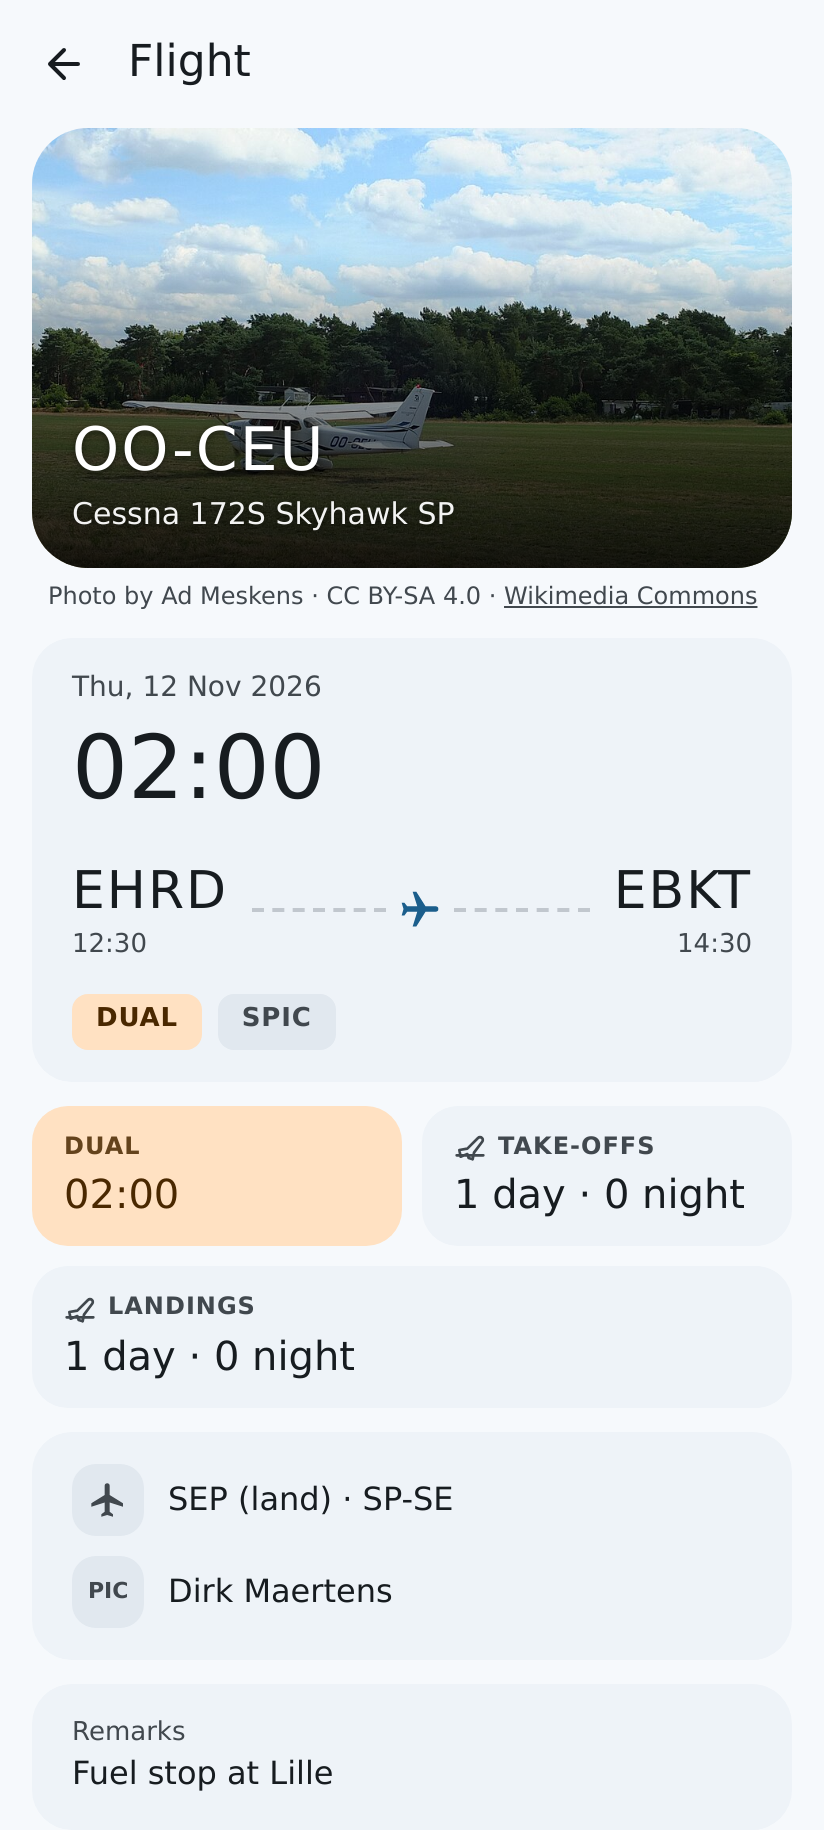 Flight
OO-CEU
Cessna 172S Skyhawk SP
Photo by Ad Meskens · CC BY-SA 4.0 · Wikimedia Commons
Thu, 12 Nov 2026
02:00
EHRD EBKT
12:30 14:30
DUAL SPIC
DUAL
02:00
TAKE-OFFS
1 day · 0 night
LANDINGS
1 day · 0 night
SEP (land) · SP-SE
PIC Dirk Maertens
Remarks
Fuel stop at Lille